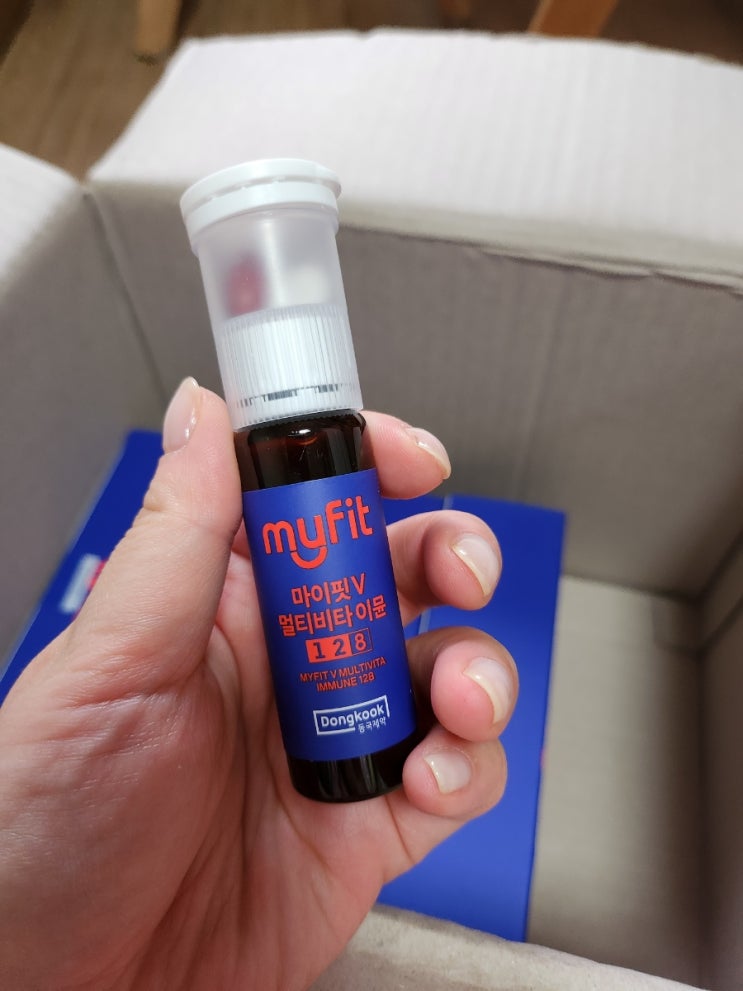 myfit
마이핏 V
멀티비타 이뮨
128
MYFIT V MULTIVITA
IMMUNE 128
Dongkook
동국제약